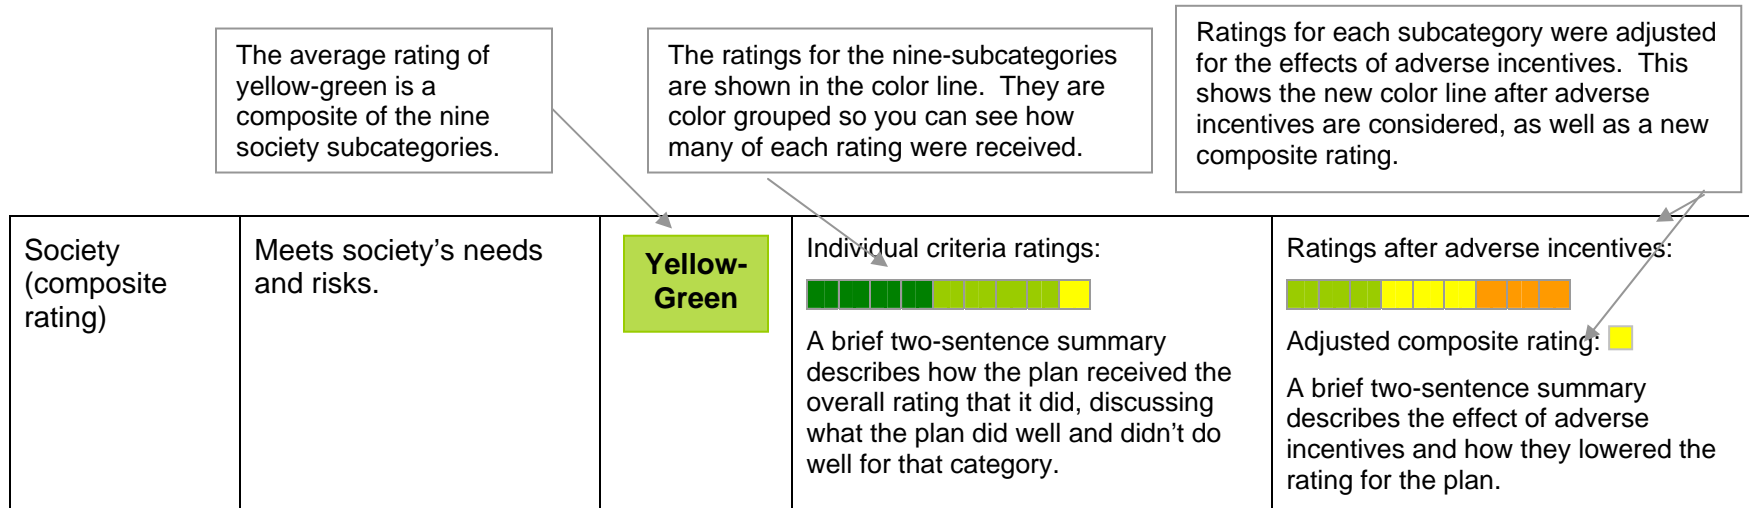 The average rating of
yellow-green is a
composite of the nine
society subcategories.
The ratings for the nine-subcategories
are shown in the color line.  They are
color grouped so you can see how
many of each rating were received.
Ratings for each subcategory were adjusted
for the effects of adverse incentives.  This
shows the new color line after adverse
incentives are considered, as well as a new
composite rating.
Society
(composite
rating)
Meets society’s needs
and risks.
Yellow-
Green
Individual criteria ratings:
A brief two-sentence summary
describes how the plan received the
overall rating that it did, discussing
what the plan did well and didn’t do
well for that category.
Ratings after adverse incentives:
Adjusted composite rating:
A brief two-sentence summary
describes the effect of adverse
incentives and how they lowered the
rating for the plan.